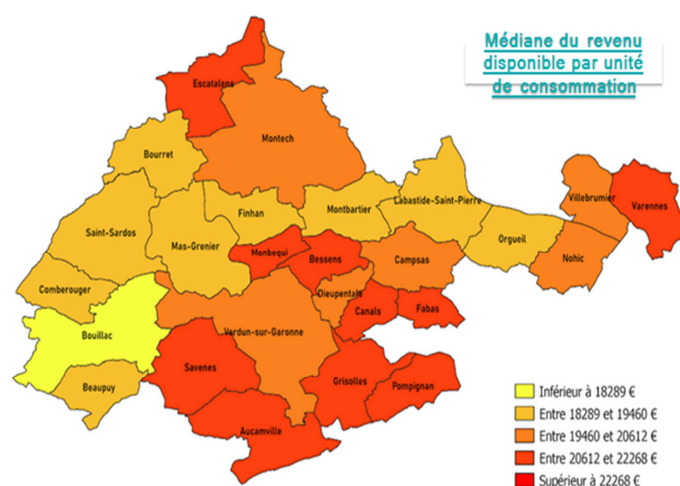 Médiane du revenu
disponible par unité
de consommation
Escatalens
Montech
Bourret
Labastide-Saint-Pierre
Villebrumier
Varennes
Finhan
Montbartier
Saint-Sardos
Mas-Grenier
Orgueil
Monbequi
Bessens
Campsas
Nohic
Comberouger
Dieupentale
Canals
Fabas
Bouillac
Verdun-sur-Garonne
Savenes
Grisolles
Pompignan
Beaupuy
Aucamville
Inférieur à 18289 €
Entre 18289 et 19460 €
Entre 19460 et 20612 €
Entre 20612 et 22268 €
Supérieur à 22268 €